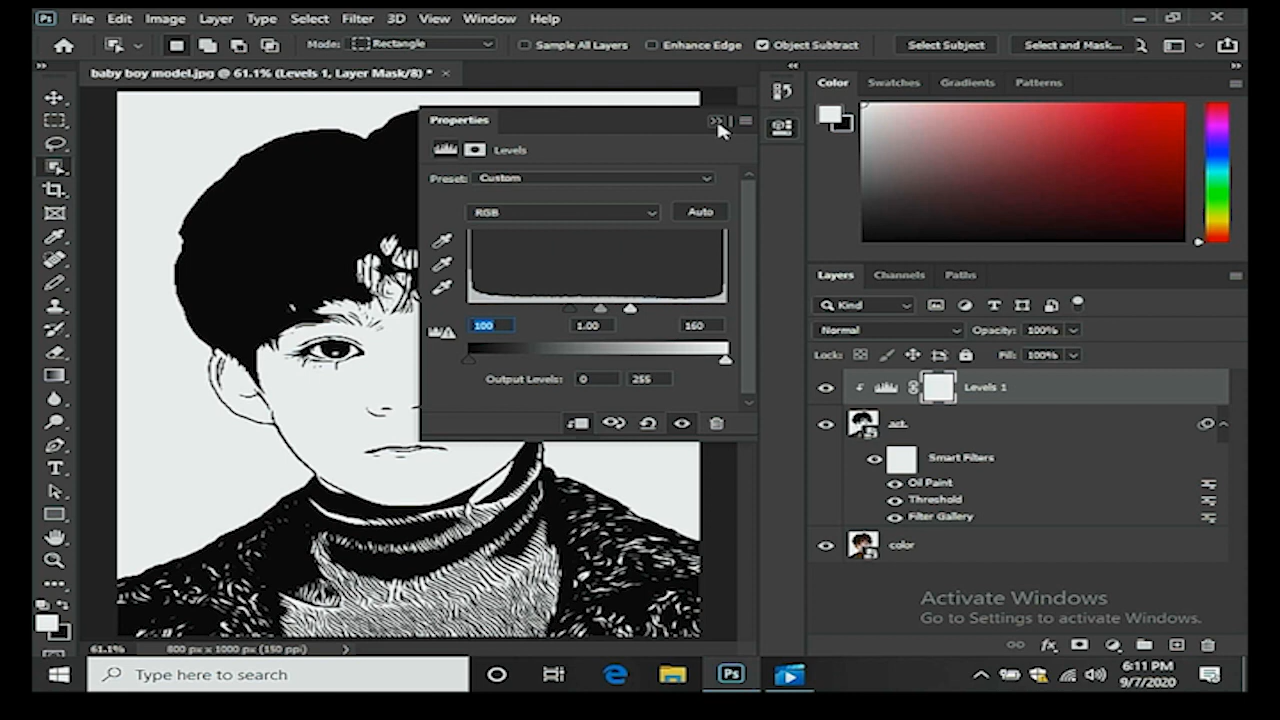 Ps File Edit Image Layer Type Select Filter 3D View Window Help
Mode: Rectangle Sample All Layers Enhance Edge Object Subtract Select Subject Select and Mask...
baby boy model.jpg @ 61.1% (Levels 1, Layer Mask/8) * ×
Properties
Levels
Preset: Custom
RGB Auto
100 1.00 160
Output Levels: 0 255
Color Swatches Gradients Patterns
Layers Channels Paths
Kind
Normal Opacity: 100%
Lock: Fill: 100%
Levels 1
act
Smart Filters
Oil Paint
Threshold
Filter Gallery
color
Activate Windows
Go to Settings to activate Windows.
61.1% 800 px x 1000 px (150 ppi)
Type here to search
Ps
6:11 PM
9/7/2020